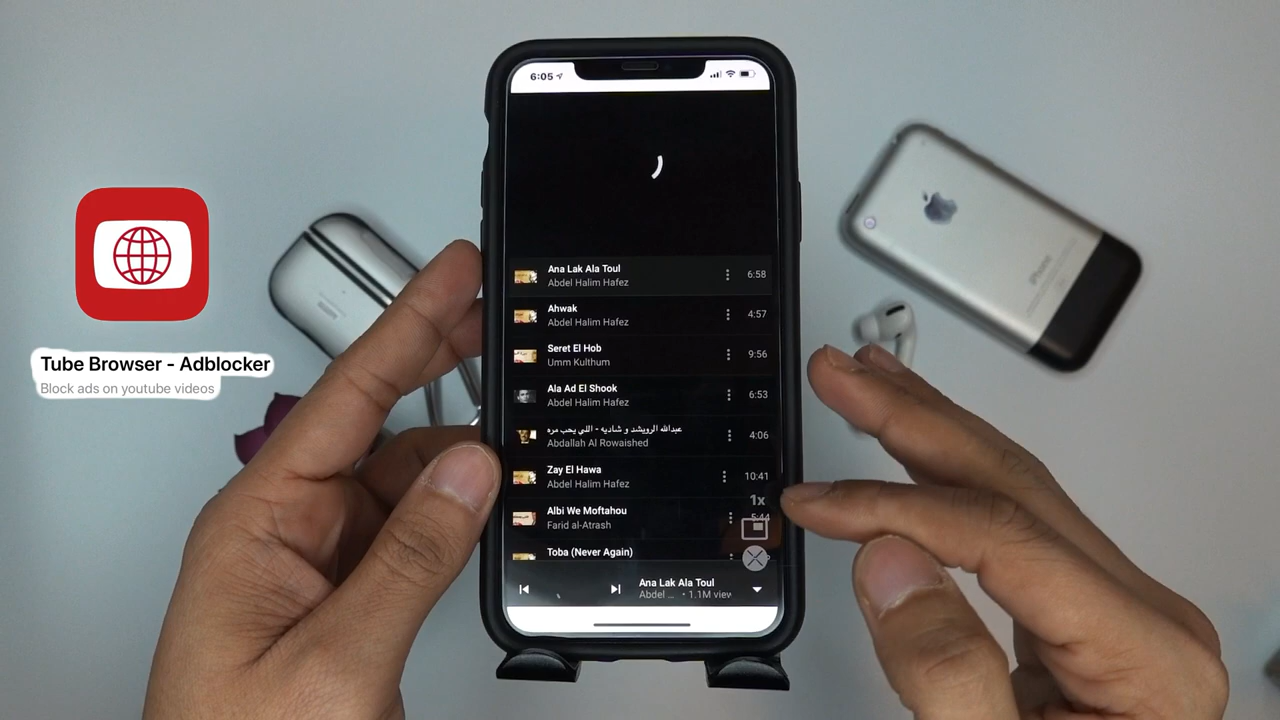 6:05
Tube Browser - Adblocker
Block ads on youtube videos
Ana Lak Ala Toul
Abdel Halim Hafez
6:58
Ahwak
Abdel Halim Hafez
4:57
Seret El Hob
Umm Kulthum
9:56
Ala Ad El Shook
Abdel Halim Hafez
6:53
عبدالله الرويشد و شاديه - اللي يحب مره
Abdallah Al Rowaished
4:06
Zay El Hawa
Abdel Halim Hafez
10:41
1x
Albi We Moftahou
Farid al-Atrash
5:44
Toba (Never Again)
Ana Lak Ala Toul
Abdel ... • 1.1M view
iPhone